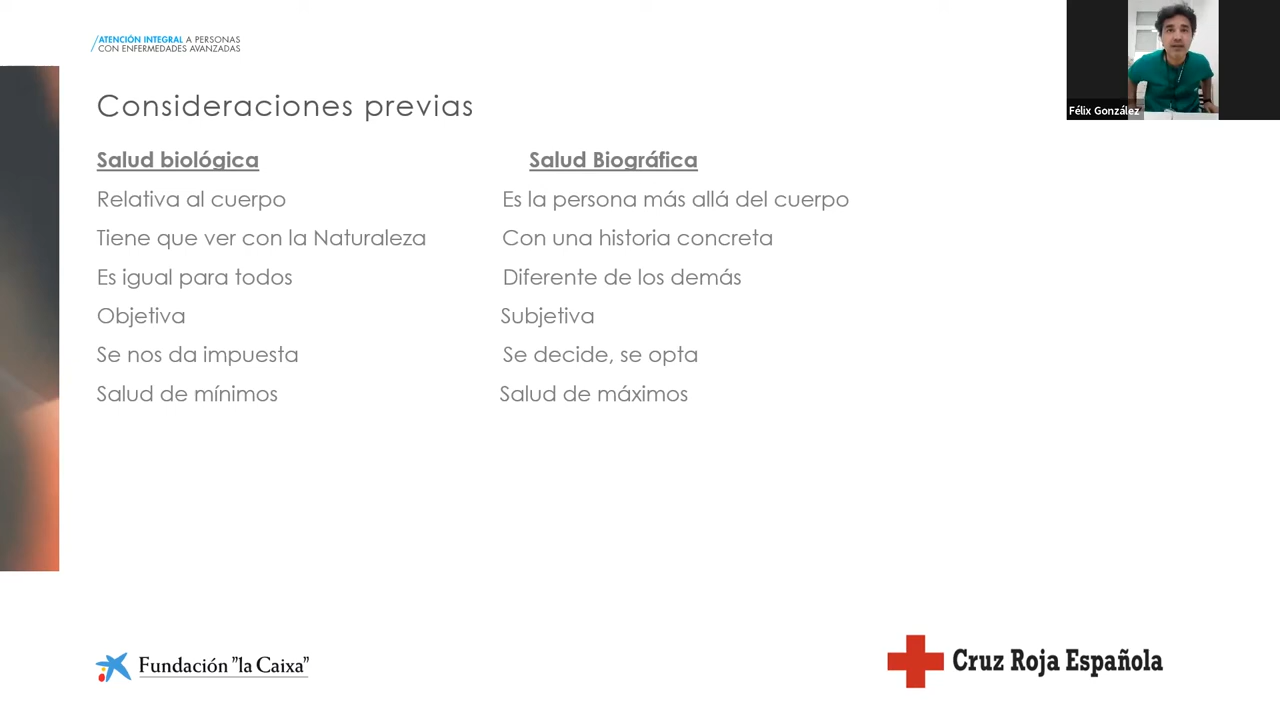 ATENCIÓN INTEGRAL A PERSONAS
CON ENFERMEDADES AVANZADAS
Félix González
Consideraciones previas
Salud biológica Salud Biográfica
Relativa al cuerpo Es la persona más allá del cuerpo
Tiene que ver con la Naturaleza Con una historia concreta
Es igual para todos Diferente de los demás
Objetiva Subjetiva
Se nos da impuesta Se decide, se opta
Salud de mínimos Salud de máximos
Fundación "la Caixa"
Cruz Roja Española